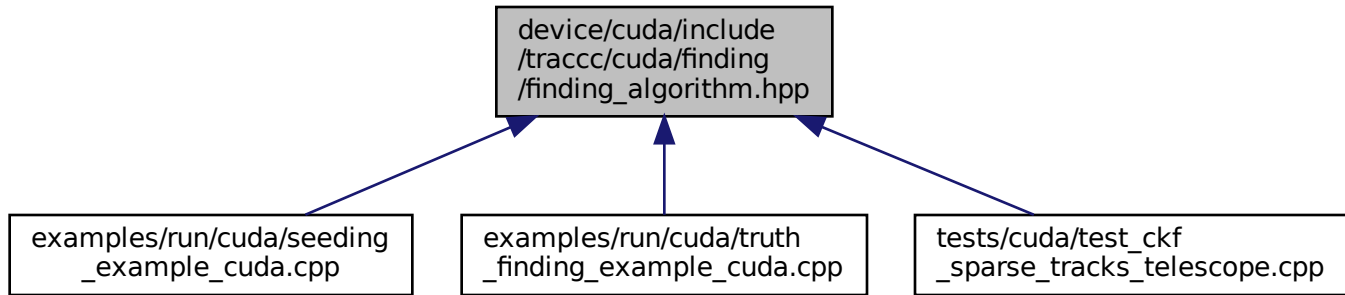 device/cuda/include
/traccc/cuda/finding
/finding_algorithm.hpp
examples/run/cuda/seeding
_example_cuda.cpp
examples/run/cuda/truth
_finding_example_cuda.cpp
tests/cuda/test_ckf
_sparse_tracks_telescope.cpp